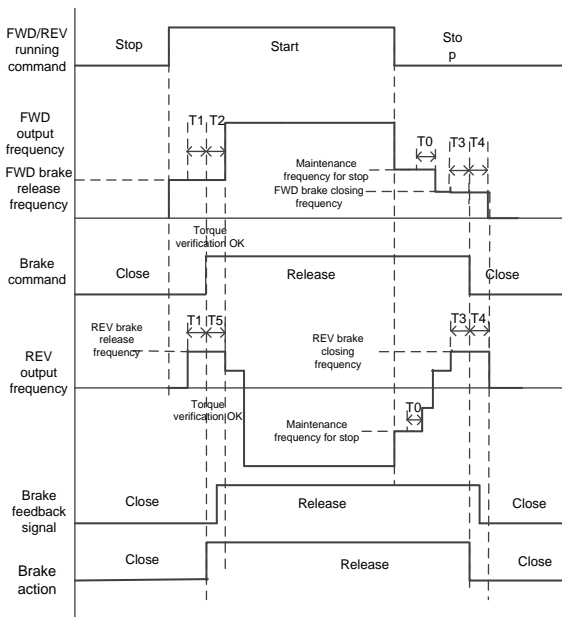 FWD/REV
running
command
Stop
Start
Sto
p
FWD
output
frequency
T1
T2
T0
T3
T4
FWD brake
release
frequency
Maintenance
frequency for stop
FWD brake closing
frequency
Torque
verification OK
Brake
command
Close
Release
Close
REV brake
release
frequency
T1
T5
REV brake
closing
frequency
T3
T4
REV
output
frequency
Torque
verification OK
T0
Maintenance
frequency for stop
Brake
feedback
signal
Close
Release
Close
Brake
action
Close
Release
Close